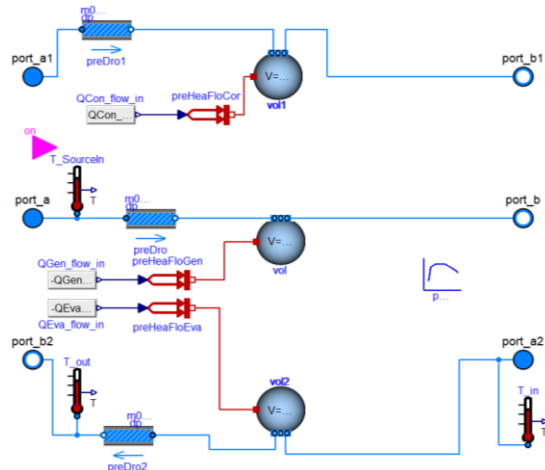 m0...
dp
port_a1
preDro1
port_b1
V=...
QCon_flow_in
preHeaFloCor
vol1
QCon_...
on
T_SourceIn
T
m0...
dp
port_a
port_b
preDro
V=...
QGen_flow_in
preHeaFloGen
vol
-QGen...
-QEva...
p...
QEva_flow_in
preHeaFloEva
port_b2
T_out
port_a2
vol2
T_in
T
V=...
m0...
dp
T
preDro2